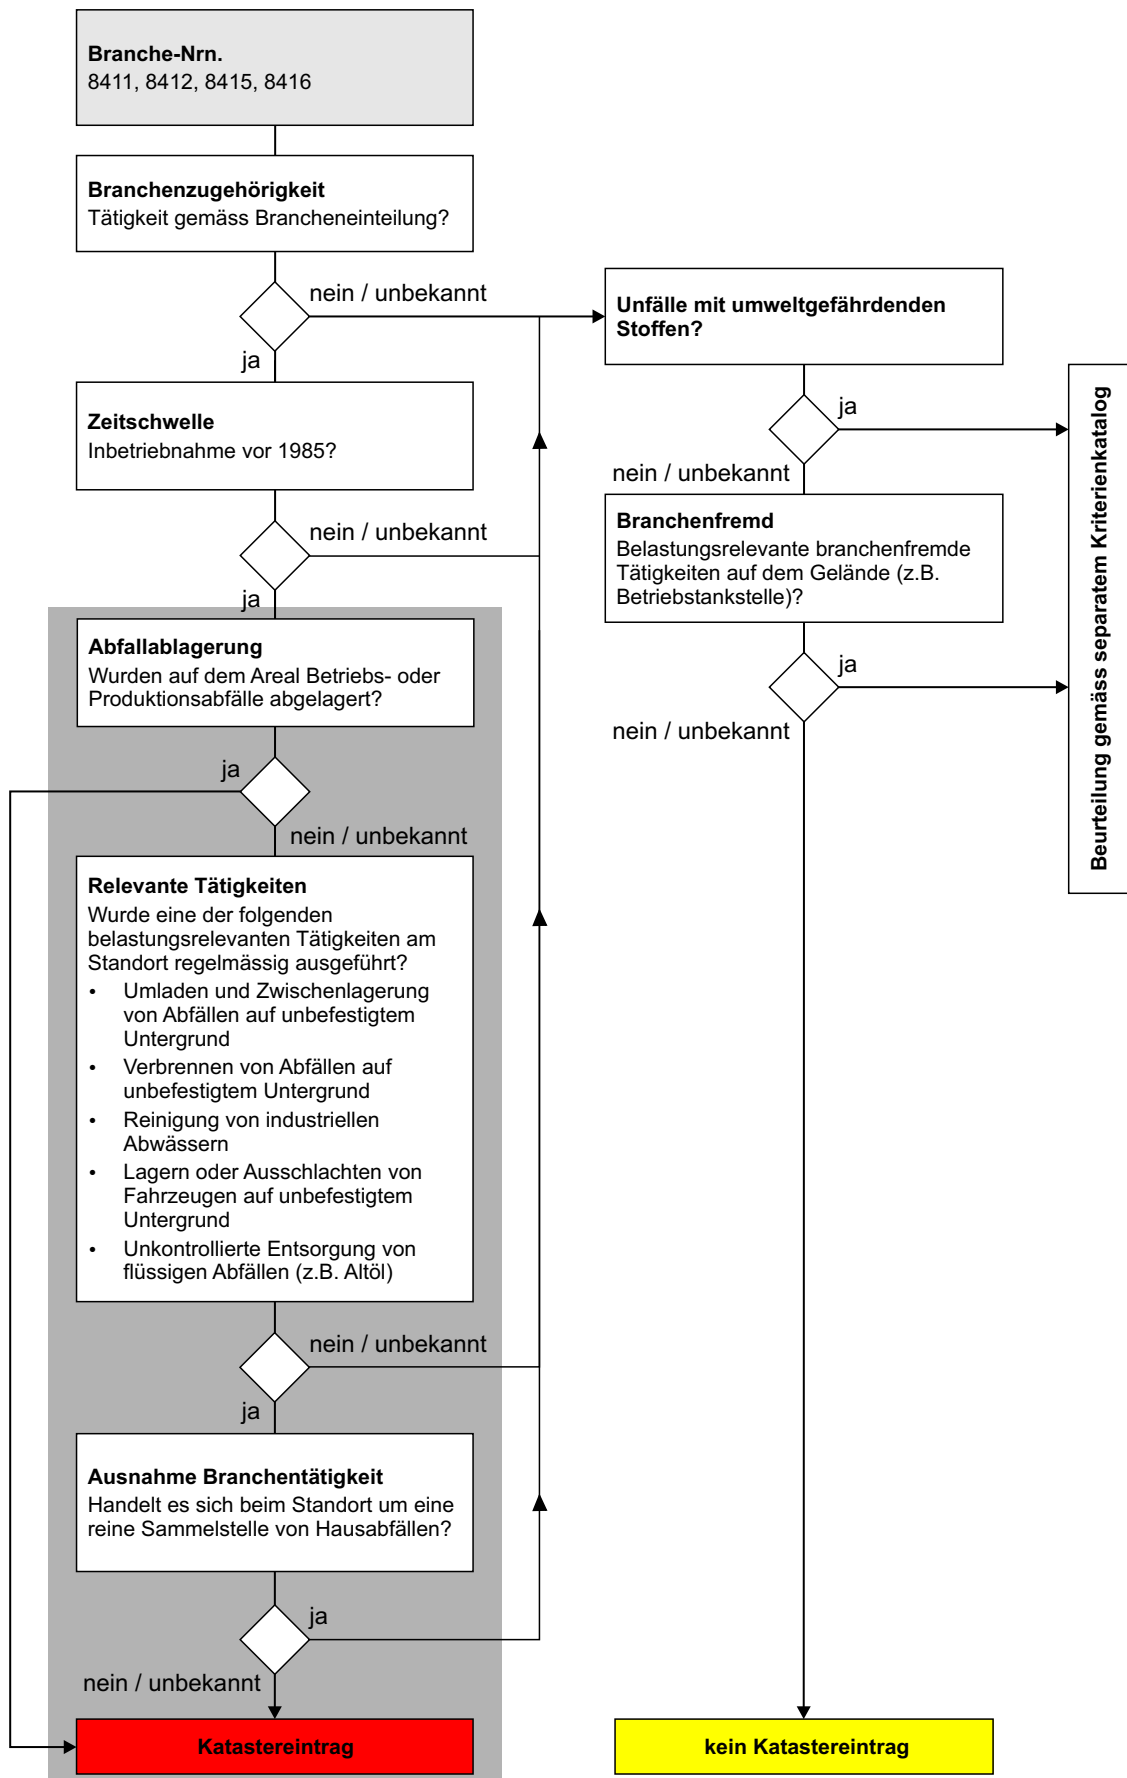 Branche-Nrn.
8411, 8412, 8415, 8416
Branchenzugehörigkeit
Tätigkeit gemäss Brancheneinteilung?
nein / unbekannt
ja
Zeitschwelle
Inbetriebnahme vor 1985?
nein / unbekannt
ja
Abfallablagerung
Wurden auf dem Areal Betriebs- oder
Produktionsabfälle abgelagert?
ja
nein / unbekannt
Relevante Tätigkeiten
Wurde eine der folgenden
belastungsrelevanten Tätigkeiten am
Standort regelmässig ausgeführt?
• Umladen und Zwischenlagerung
von Abfällen auf unbefestigtem
Untergrund
• Verbrennen von Abfällen auf
unbefestigtem Untergrund
• Reinigung von industriellen
Abwässern
• Lagern oder Ausschlachten von
Fahrzeugen auf unbefestigtem
Untergrund
• Unkontrollierte Entsorgung von
flüssigen Abfällen (z.B. Altöl)
nein / unbekannt
ja
Ausnahme Branchentätigkeit
Handelt es sich beim Standort um eine
reine Sammelstelle von Hausabfällen?
ja
nein / unbekannt
Katastereintrag
Unfälle mit umweltgefährdenden
Stoffen?
ja
nein / unbekannt
Branchenfremd
Belastungsrelevante branchenfremde
Tätigkeiten auf dem Gelände (z.B.
Betriebstankstelle)?
ja
nein / unbekannt
kein Katastereintrag
Beurteilung gemäss separatem Kriterienkatalog